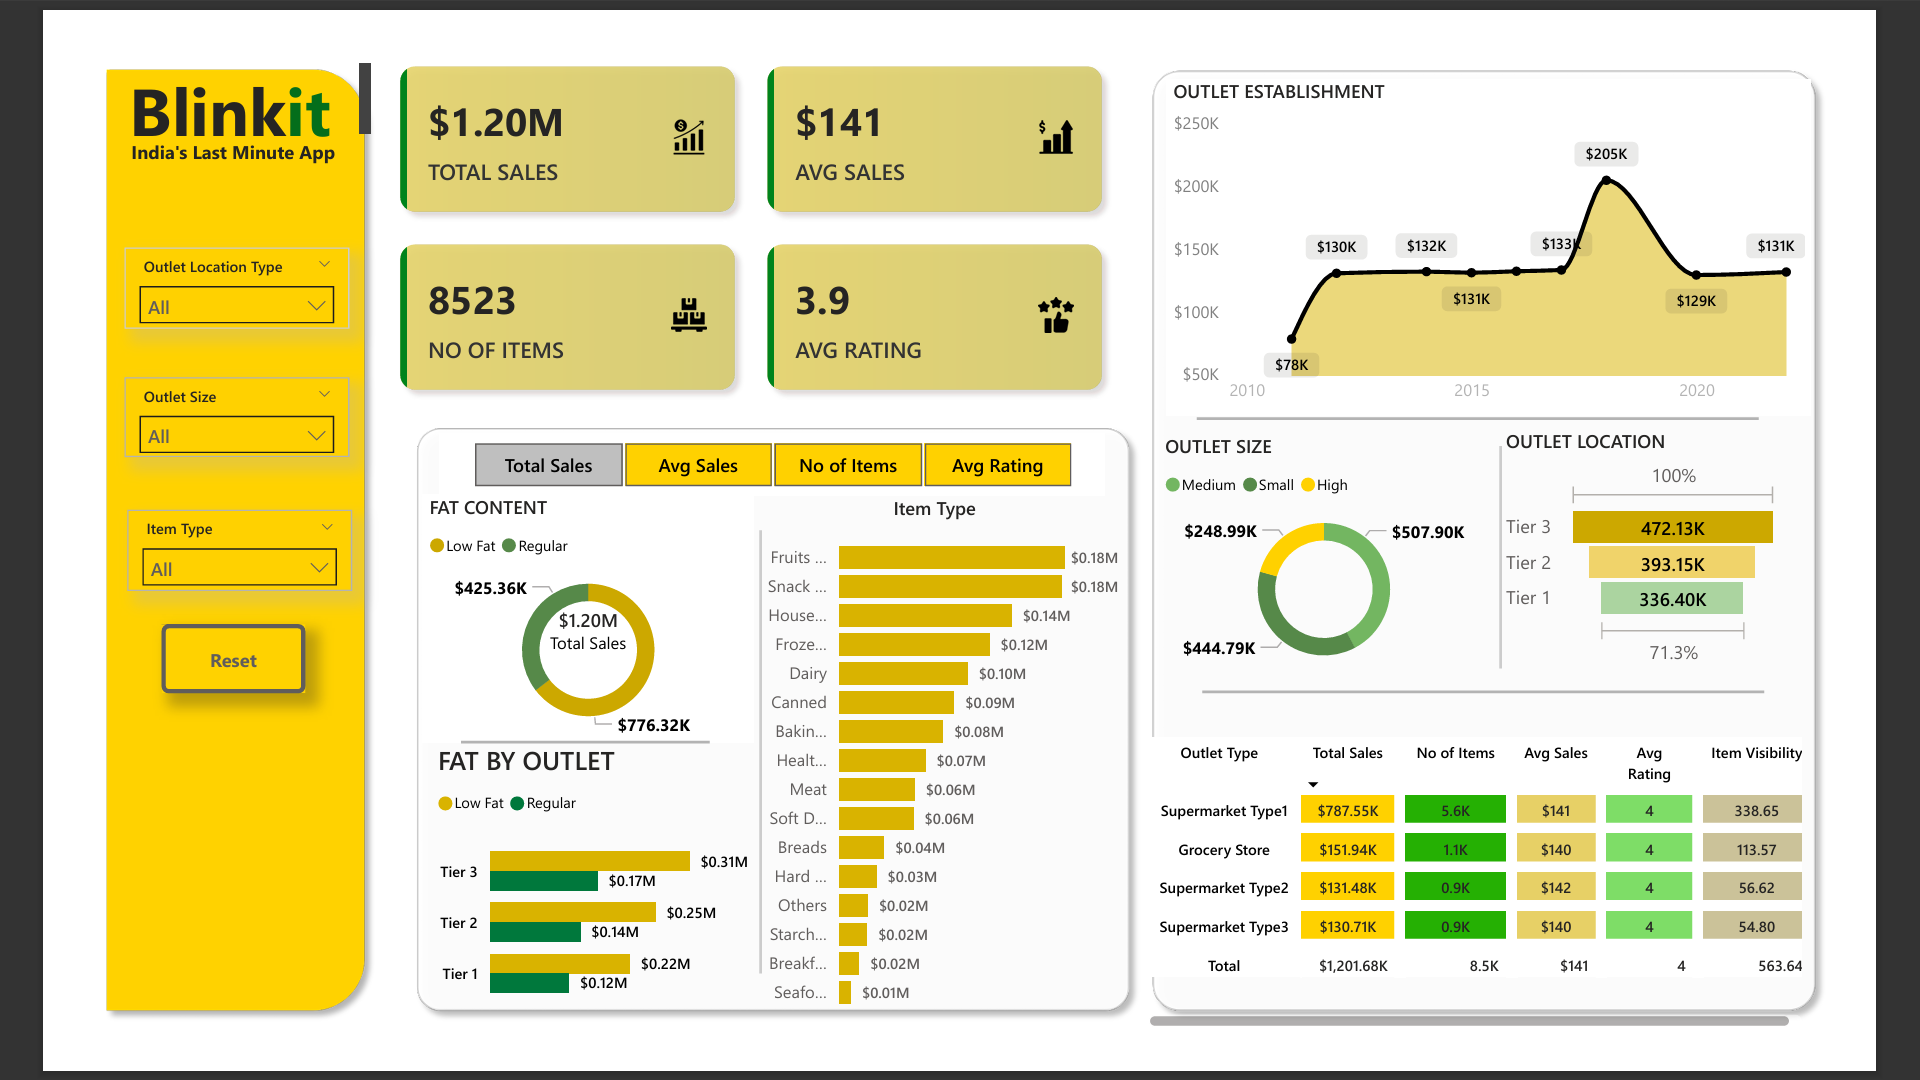 Blinkit
India's Last Minute App
Outlet Location Type
All
Outlet Size
All
Item Type
All
Reset
$1.20M
TOTAL SALES
$141
AVG SALES
8523
NO OF ITEMS
3.9
AVG RATING
Total Sales
Avg Sales
No of Items
Avg Rating
FAT CONTENT
Low Fat Regular
$425.36K
$1.20M
Total Sales
$776.32K
FAT BY OUTLET
Low Fat Regular
Tier 3 $0.31M
$0.17M
Tier 2 $0.25M
$0.14M
Tier 1 $0.22M
$0.12M
Item Type
Fruits ... $0.18M
Snack ... $0.18M
House... $0.14M
Froze... $0.12M
Dairy $0.10M
Canned $0.09M
Bakin... $0.08M
Healt... $0.07M
Meat $0.06M
Soft D... $0.06M
Breads $0.04M
Hard ... $0.03M
Others $0.02M
Starch... $0.02M
Breakf... $0.02M
Seafo... $0.01M
OUTLET ESTABLISHMENT
$250K
$200K
$150K
$100K
$50K
$78K
$130K
$132K
$131K
$133K
$205K
$129K
$131K
2010 2015 2020
OUTLET SIZE
Medium Small High
$248.99K
$507.90K
$444.79K
OUTLET LOCATION
100%
Tier 3 472.13K
Tier 2 393.15K
Tier 1 336.40K
71.3%
Outlet Type Total Sales No of Items Avg Sales Avg Rating Item Visibility
Supermarket Type1 $787.55K 5.6K $141 4 338.65
Grocery Store $151.94K 1.1K $140 4 113.57
Supermarket Type2 $131.48K 0.9K $142 4 56.62
Supermarket Type3 $130.71K 0.9K $140 4 54.80
Total $1,201.68K 8.5K $141 4 563.64